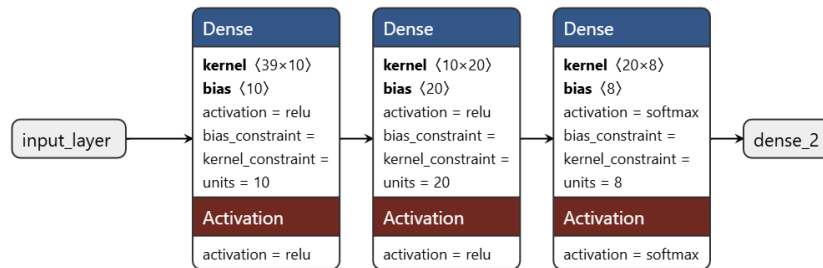 input_layer
Dense
kernel 〈39×10〉
bias 〈10〉
activation = relu
bias_constraint =
kernel_constraint =
units = 10
Activation
activation = relu
Dense
kernel 〈10×20〉
bias 〈20〉
activation = relu
bias_constraint =
kernel_constraint =
units = 20
Activation
activation = relu
Dense
kernel 〈20×8〉
bias 〈8〉
activation = softmax
bias_constraint =
kernel_constraint =
units = 8
Activation
activation = softmax
dense_2